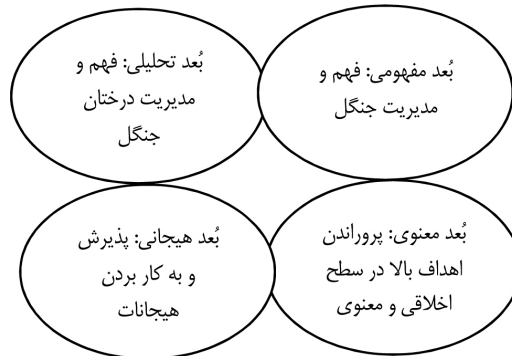 بُعد مفهومی: فهم و
مدیریت جنگل
بُعد تحلیلی: فهم و
مدیریت درختان
جنگل
بُعد معنوی: پروراندن
اهداف بالا در سطح
اخلاقی و معنوی
بُعد هیجانی: پذیرش
و به کار بردن
هیجانات